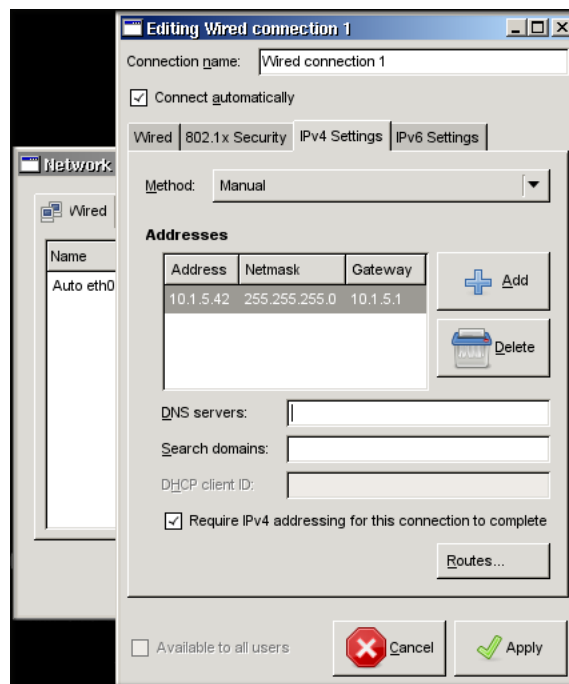 Editing Wired connection 1
Connection name: Wired connection 1
Connect automatically
Wired 802.1x Security IPv4 Settings IPv6 Settings
Method: Manual
Addresses
Address Netmask Gateway
10.1.5.42 255.255.255.0 10.1.5.1
Add
Delete
DNS servers:
Search domains:
DHCP client ID:
Require IPv4 addressing for this connection to complete
Routes...
Available to all users
Cancel
Apply
Network
Wired
Name
Auto eth0